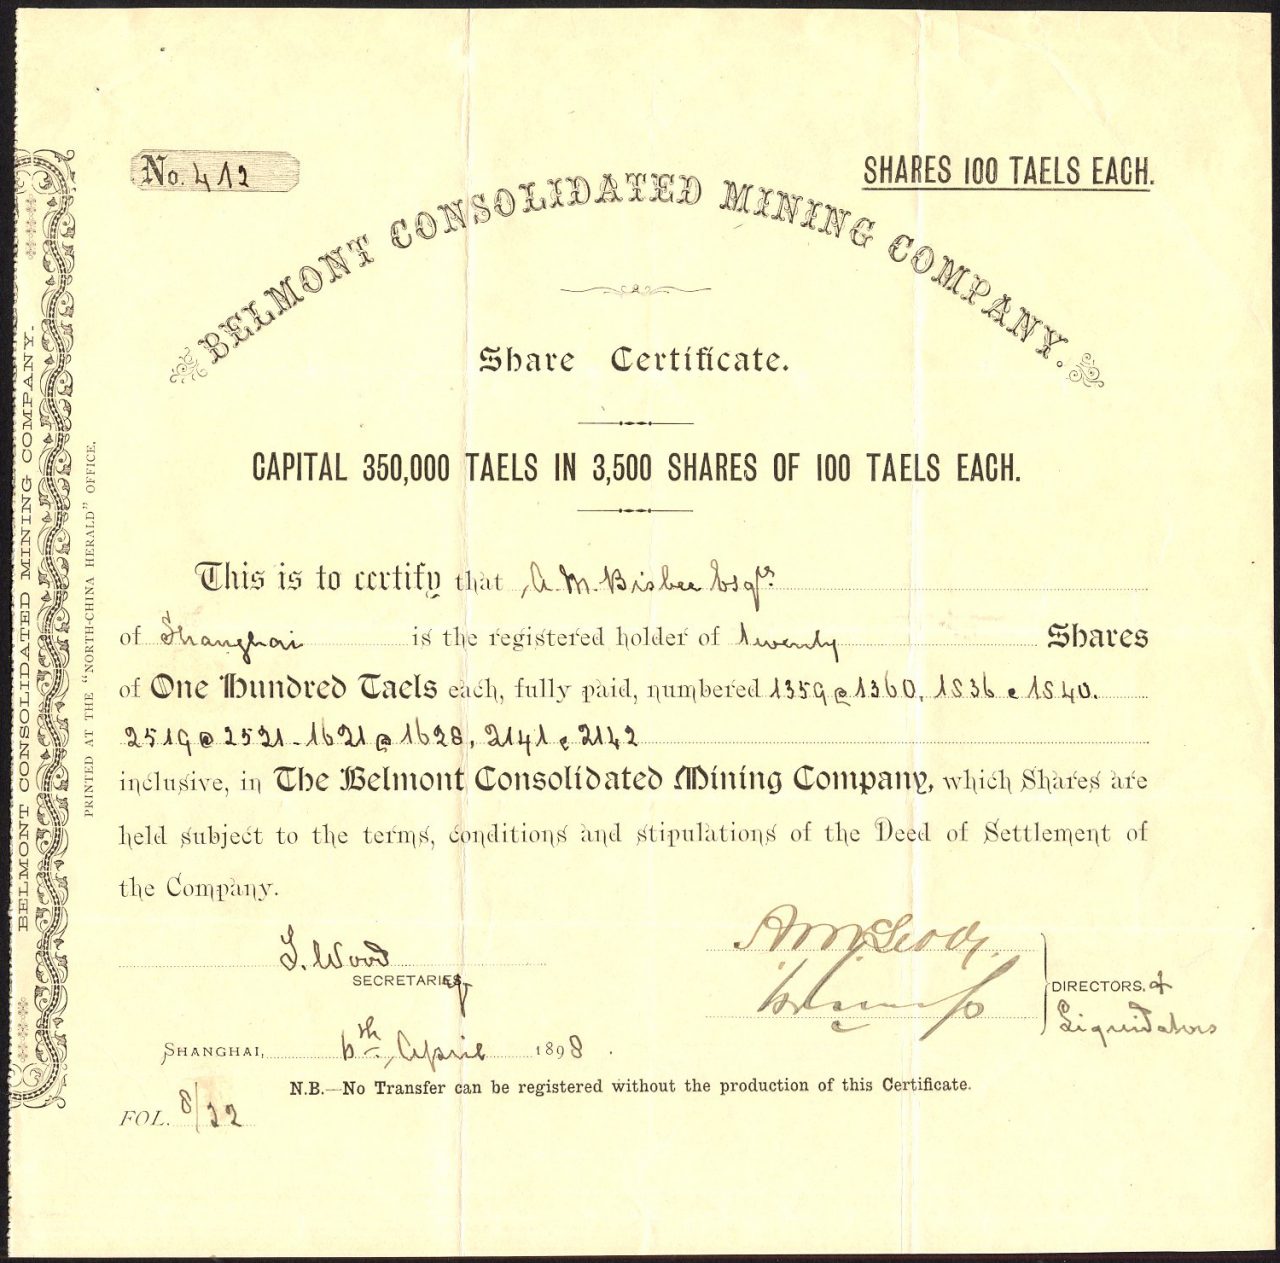 No. 412
SHARES 100 TAELS EACH.
BELMONT CONSOLIDATED MINING COMPANY.
Share Certificate.
CAPITAL 350,000 TAELS IN 3,500 SHARES OF 100 TAELS EACH.
This is to certify that A. M. Bisbee Esqre
of Shanghai is the registered holder of twenty Shares
of One Hundred Taels each, fully paid, numbered 1359 @ 1360, 1836 @ 1840.
2519 @ 2521 - 1621 @ 1628, 2141 @ 2142
inclusive, in The Belmont Consolidated Mining Company, which Shares are
held subject to the terms, conditions and stipulations of the Deed of Settlement of
the Company.
J. Wood
SECRETARY
DIRECTORS, &
Liquidators
SHANGHAI, 6th April 1898.
N.B.—No Transfer can be registered without the production of this Certificate.
FOL. 8/32
BELMONT CONSOLIDATED MINING COMPANY.
PRINTED AT THE "NORTH-CHINA HERALD" OFFICE.